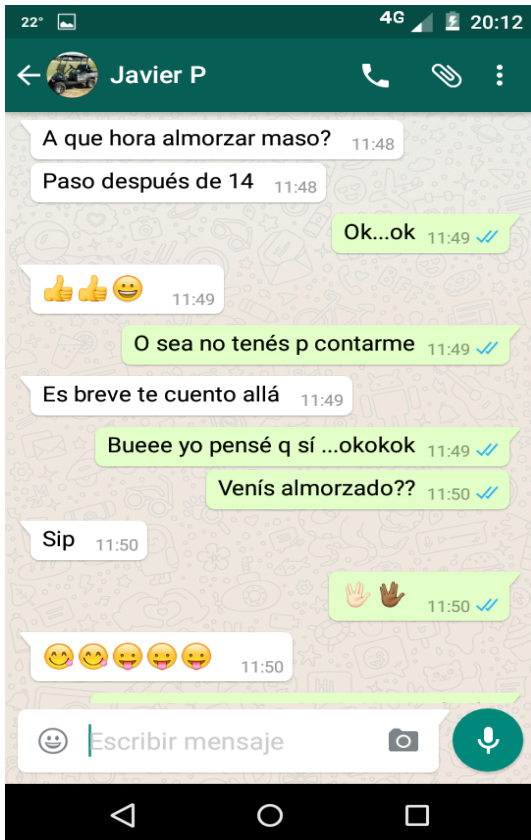 22°
4G
20:12
Javier P
A que hora almorzar maso? 11:48
Paso después de 14 11:48
Ok...ok 11:49
👍👍😀 11:49
O sea no tenés p contarme 11:49
Es breve te cuento allá 11:49
Bueee yo pensé q sí ...okokok 11:49
Venís almorzado?? 11:50
Sip 11:50
🖖🏻🖖🏾 11:50
😋😋😛😛😛 11:50
Escribir mensaje